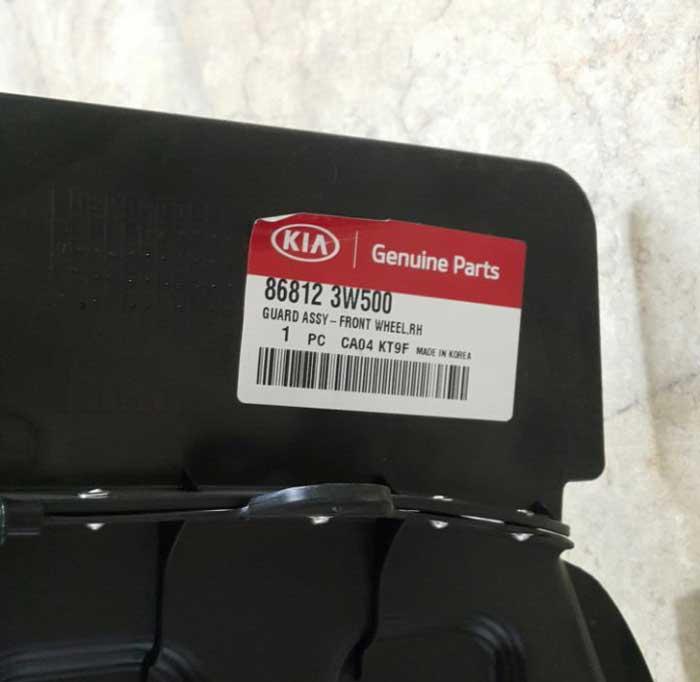 KIA Genuine Parts
86812 3W500
GUARD ASSY-FRONT WHEEL,RH
1 PC CA04 KT9F MADE IN KOREA